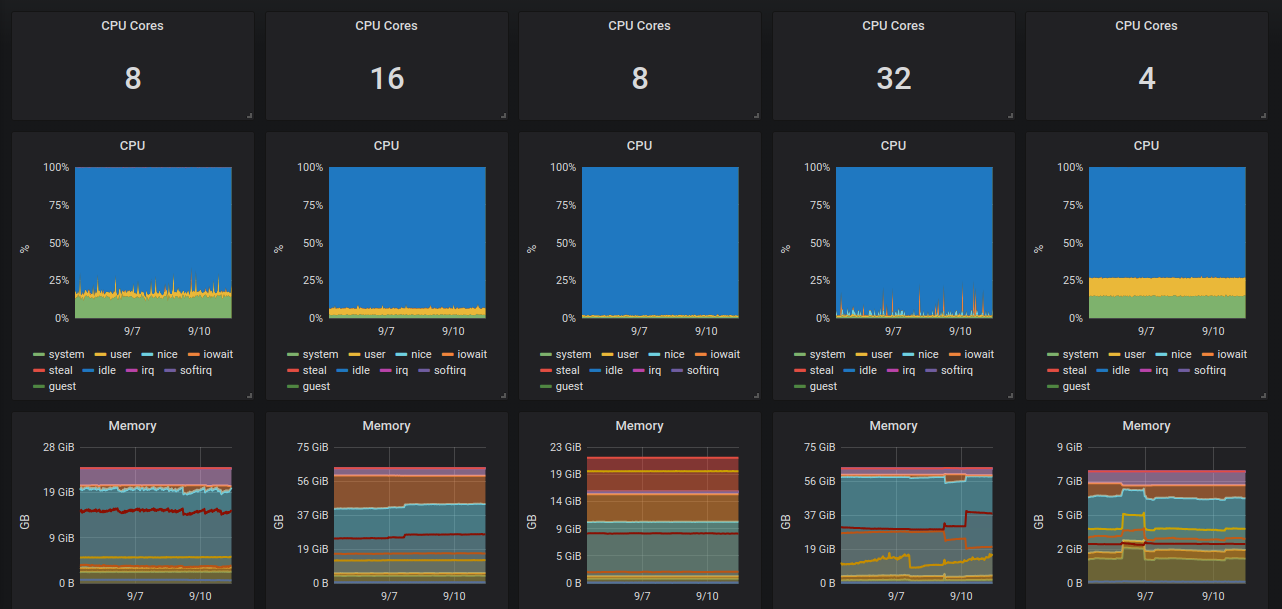 CPU Cores CPU Cores CPU Cores CPU Cores CPU Cores
8 16 8 32 4
CPU CPU CPU CPU CPU
100% 100% 100% 100% 100%
75% 75% 75% 75% 75%
% 50% % 50% % 50% % 50% % 50%
25% 25% 25% 25% 25%
0% 0% 0% 0% 0%
9/7 9/10 9/7 9/10 9/7 9/10 9/7 9/10 9/7 9/10
system user nice iowait system user nice iowait system user nice iowait system user nice iowait system user nice iowait
steal idle irq softirq steal idle irq softirq steal idle irq softirq steal idle irq softirq steal idle irq softirq
guest guest guest guest guest
Memory Memory Memory Memory Memory
28 GiB 75 GiB 23 GiB 75 GiB 9 GiB
19 GiB 56 GiB 19 GiB 56 GiB 7 GiB
GB 37 GiB GB 14 GiB 37 GiB 5 GiB
9 GiB GB 19 GiB 9 GiB GB 19 GiB GB 2 GiB
5 GiB
0 B 0 B 0 B 0 B 0 B
9/7 9/10 9/7 9/10 9/7 9/10 9/7 9/10 9/7 9/10